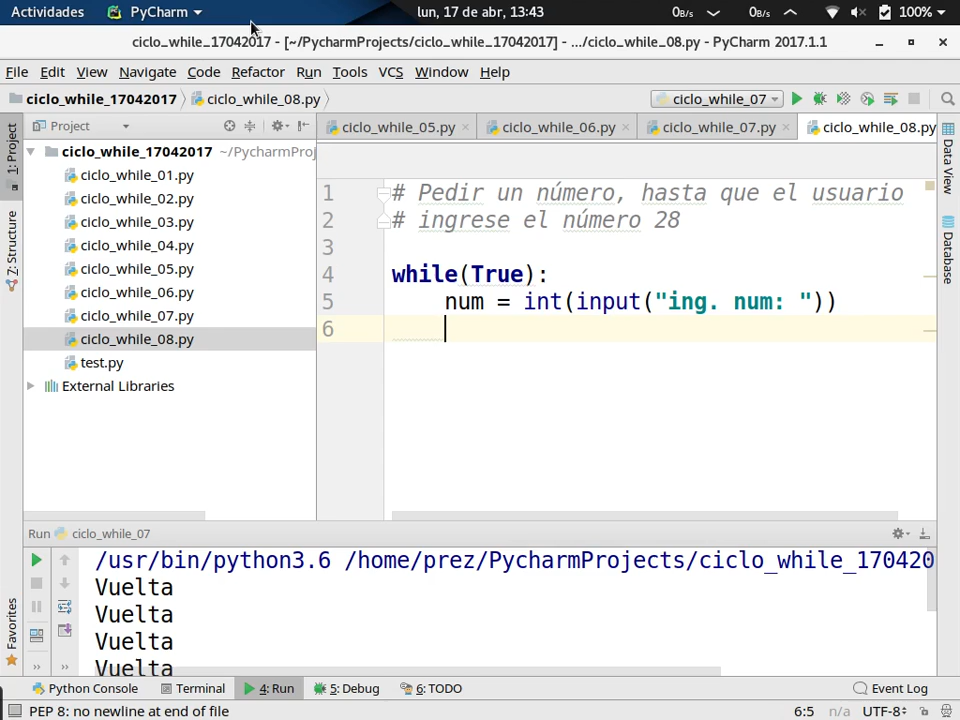 Actividades PyCharm lun, 17 de abr, 13:43 0B/s 0B/s 100%
ciclo_while_17042017 - [~/PycharmProjects/ciclo_while_17042017] - .../ciclo_while_08.py - PyCharm 2017.1.1
File Edit View Navigate Code Refactor Run Tools VCS Window Help
ciclo_while_17042017 ciclo_while_08.py ciclo_while_07
Project ciclo_while_05.py ciclo_while_06.py ciclo_while_07.py ciclo_while_08.py
1: Project
7: Structure
Favorites
Data View
Database
ciclo_while_17042017 ~/PycharmProj
ciclo_while_01.py
ciclo_while_02.py
ciclo_while_03.py
ciclo_while_04.py
ciclo_while_05.py
ciclo_while_06.py
ciclo_while_07.py
ciclo_while_08.py
test.py
External Libraries
1 # Pedir un número, hasta que el usuario
2 # ingrese el número 28
3
4 while(True):
5 num = int(input("ing. num: "))
6
Run ciclo_while_07
/usr/bin/python3.6 /home/prez/PycharmProjects/ciclo_while_170420
Vuelta
Vuelta
Vuelta
Vuelta
Python Console Terminal 4: Run 5: Debug 6: TODO Event Log
PEP 8: no newline at end of file 6:5 n/a UTF-8